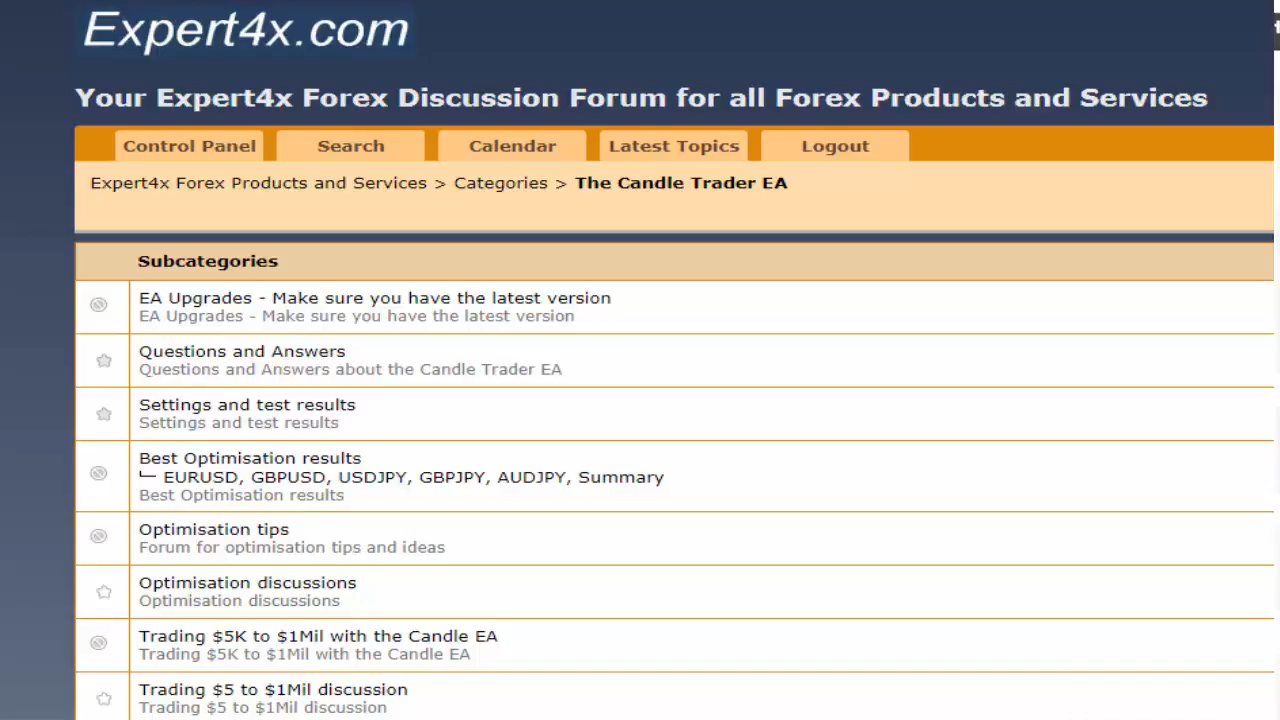 Expert4x.com
Your Expert4x Forex Discussion Forum for all Forex Products and Services
Control Panel Search Calendar Latest Topics Logout
Expert4x Forex Products and Services > Categories > The Candle Trader EA
Subcategories
EA Upgrades - Make sure you have the latest version
EA Upgrades - Make sure you have the latest version
Questions and Answers
Questions and Answers about the Candle Trader EA
Settings and test results
Settings and test results
Best Optimisation results
EURUSD, GBPUSD, USDJPY, GBPJPY, AUDJPY, Summary
Best Optimisation results
Optimisation tips
Forum for optimisation tips and ideas
Optimisation discussions
Optimisation discussions
Trading $5K to $1Mil with the Candle EA
Trading $5K to $1Mil with the Candle EA
Trading $5 to $1Mil discussion
Trading $5 to $1Mil discussion